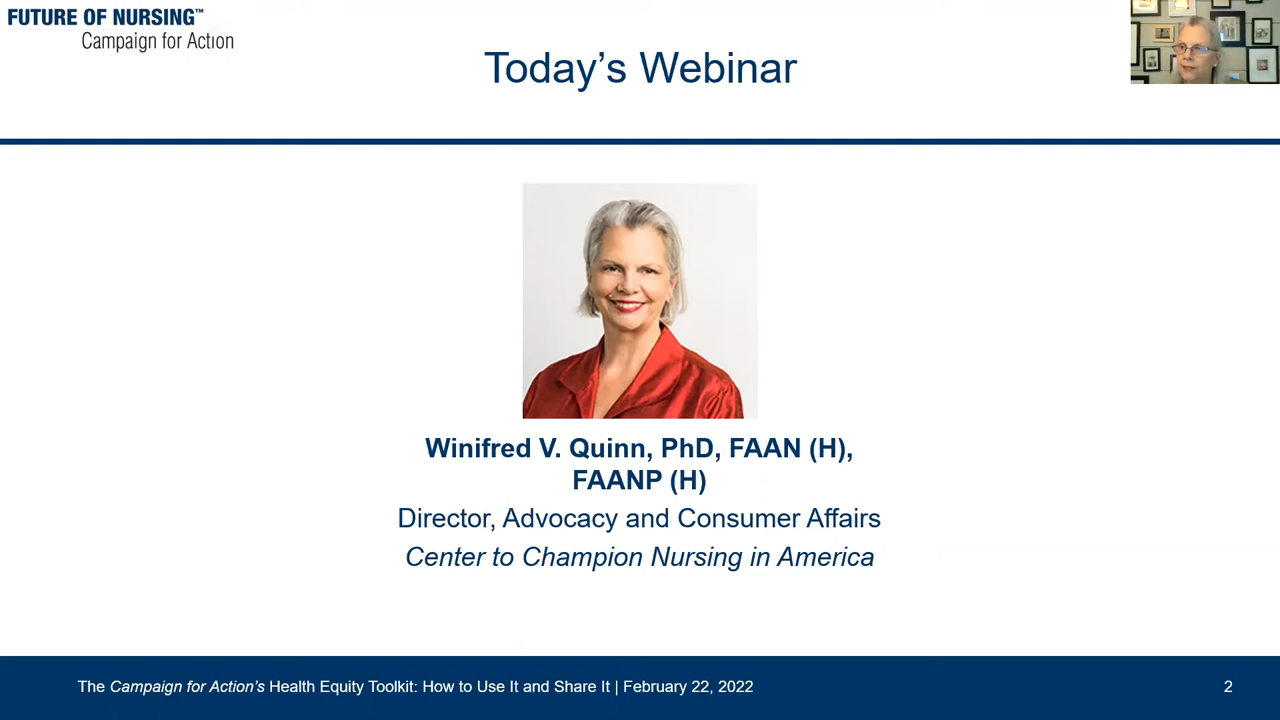 FUTURE OF NURSING™
Campaign for Action
Today's Webinar
Winifred V. Quinn, PhD, FAAN (H),
FAANP (H)
Director, Advocacy and Consumer Affairs
Center to Champion Nursing in America
The Campaign for Action's Health Equity Toolkit: How to Use It and Share It | February 22, 2022
2